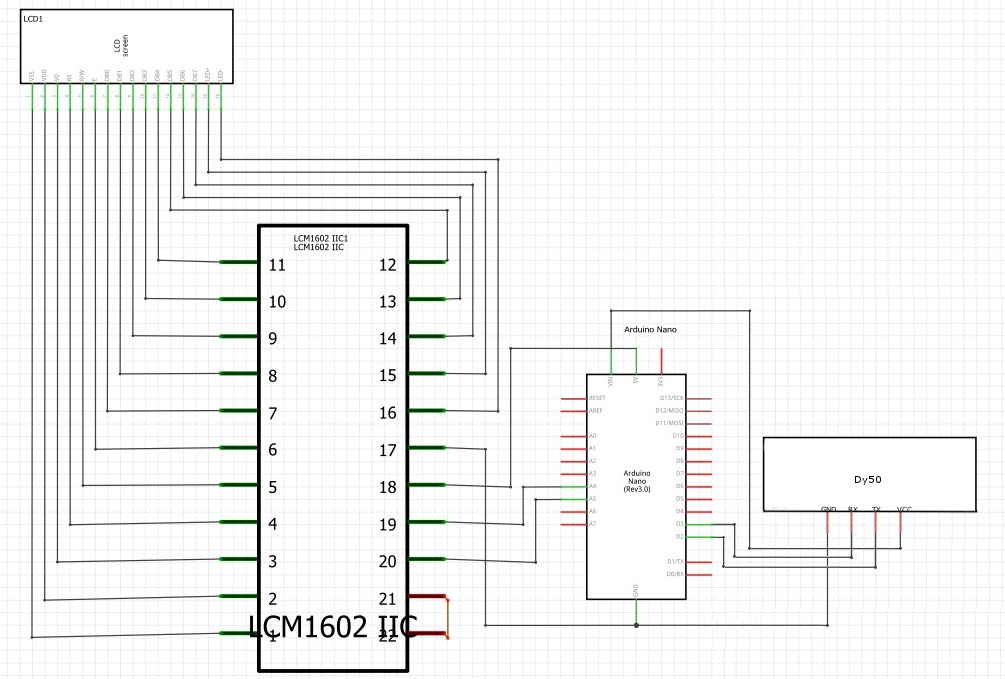 LCD1
LCD
screen
VSS VDD V0 RS R/W E DB0 DB1 DB2 DB3 DB4 DB5 DB6 DB7 LED+ LED-
LCM1602 IIC1
LCM1602 IIC
11 12
10 13
9 14
8 15
7 16
6 17
5 18
4 19
3 20
2 21
1 22
LCM1602 IIC
Arduino Nano
VIN 5V 3V3
RESET D13/SCK
AREF D12/MISO
D11/MOSI
A0 D10
A1 D9
A2 D8
A3 D7
A4 D6
A5 D5
A6 D4
A7 D3
D2
D1/TX
D0/RX
Arduino
Nano
(Rev3.0)
GND
Dy50
GND RX TX VCC